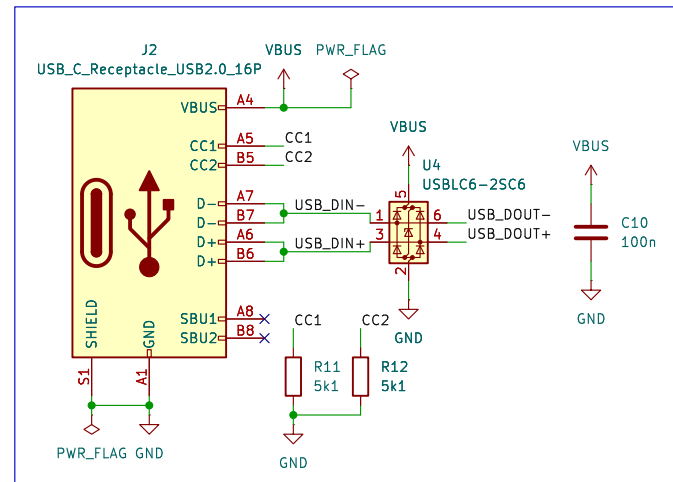 J2
USB_C_Receptacle_USB2.0_16P
VBUS
PWR_FLAG
VBUS A4
CC1 A5 CC1
CC2 B5 CC2
D- A7
D- B7
D+ A6
D+ B6
USB_DIN-
USB_DIN+
SBU1 A8
SBU2 B8
SHIELD
GND
S1
A1
PWR_FLAG GND
VBUS
U4
USBLC6-2SC6
5
1 6
3 4
2
USB_DOUT-
USB_DOUT+
GND
CC1 CC2
R11
5k1
R12
5k1
GND
VBUS
C10
100n
GND